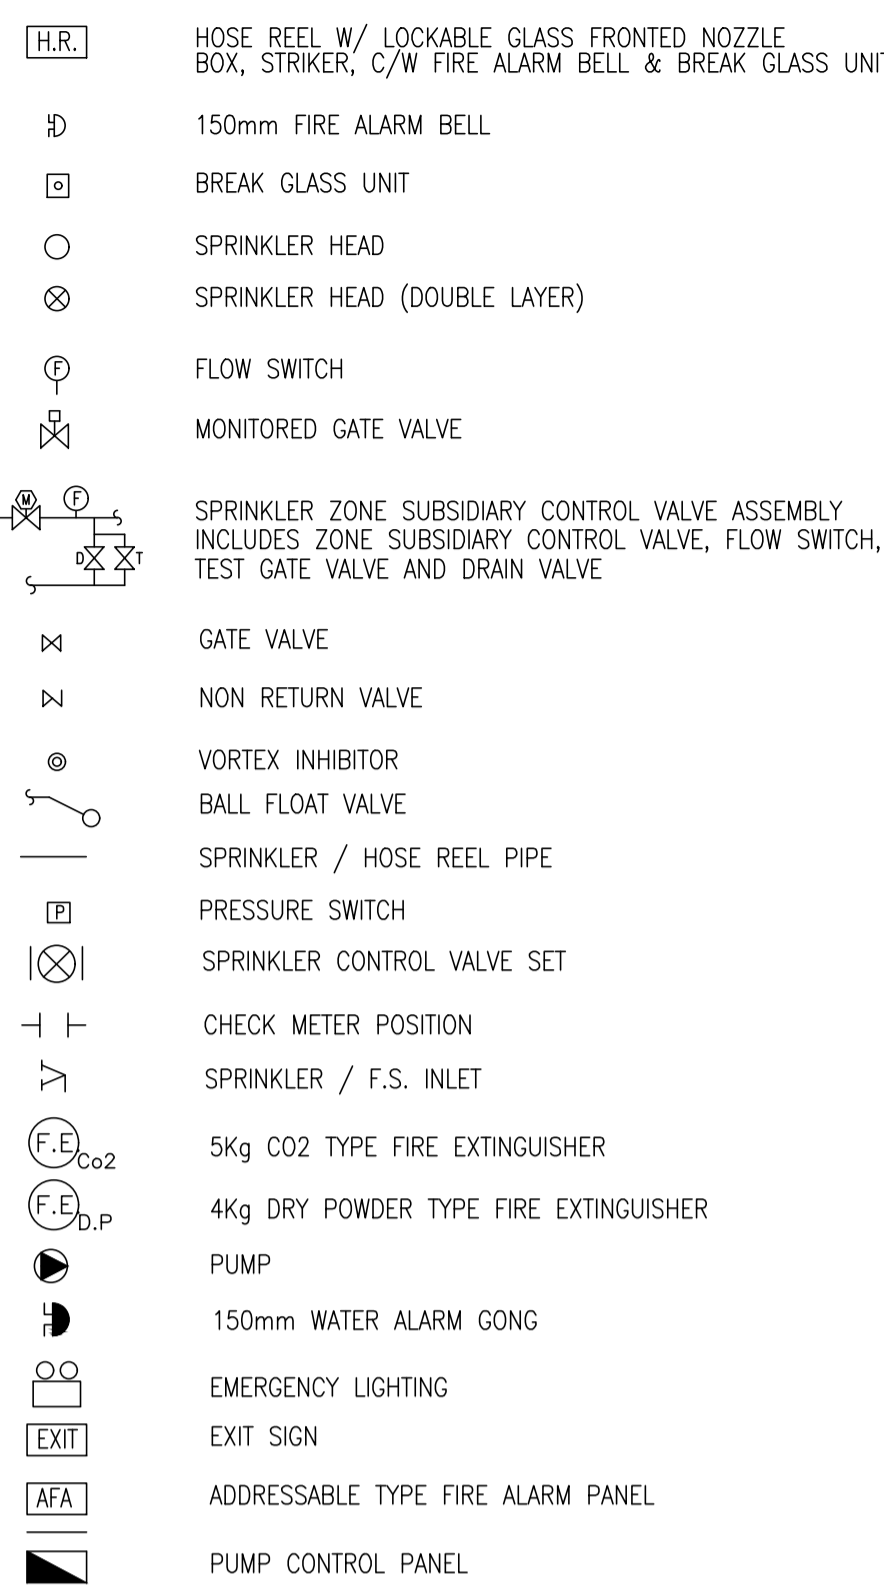 H.R. HOSE REEL W/ LOCKABLE GLASS FRONTED NOZZLE
BOX, STRIKER, C/W FIRE ALARM BELL & BREAK GLASS UNI
150mm FIRE ALARM BELL
BREAK GLASS UNIT
SPRINKLER HEAD
SPRINKLER HEAD (DOUBLE LAYER)
F FLOW SWITCH
MONITORED GATE VALVE
M F SPRINKLER ZONE SUBSIDIARY CONTROL VALVE ASSEMBLY
INCLUDES ZONE SUBSIDIARY CONTROL VALVE, FLOW SWITCH,
D T TEST GATE VALVE AND DRAIN VALVE
GATE VALVE
NON RETURN VALVE
VORTEX INHIBITOR
BALL FLOAT VALVE
SPRINKLER / HOSE REEL PIPE
P PRESSURE SWITCH
SPRINKLER CONTROL VALVE SET
CHECK METER POSITION
SPRINKLER / F.S. INLET
F.E Co2 5Kg CO2 TYPE FIRE EXTINGUISHER
F.E D.P 4Kg DRY POWDER TYPE FIRE EXTINGUISHER
PUMP
150mm WATER ALARM GONG
EMERGENCY LIGHTING
EXIT EXIT SIGN
AFA ADDRESSABLE TYPE FIRE ALARM PANEL
PUMP CONTROL PANEL